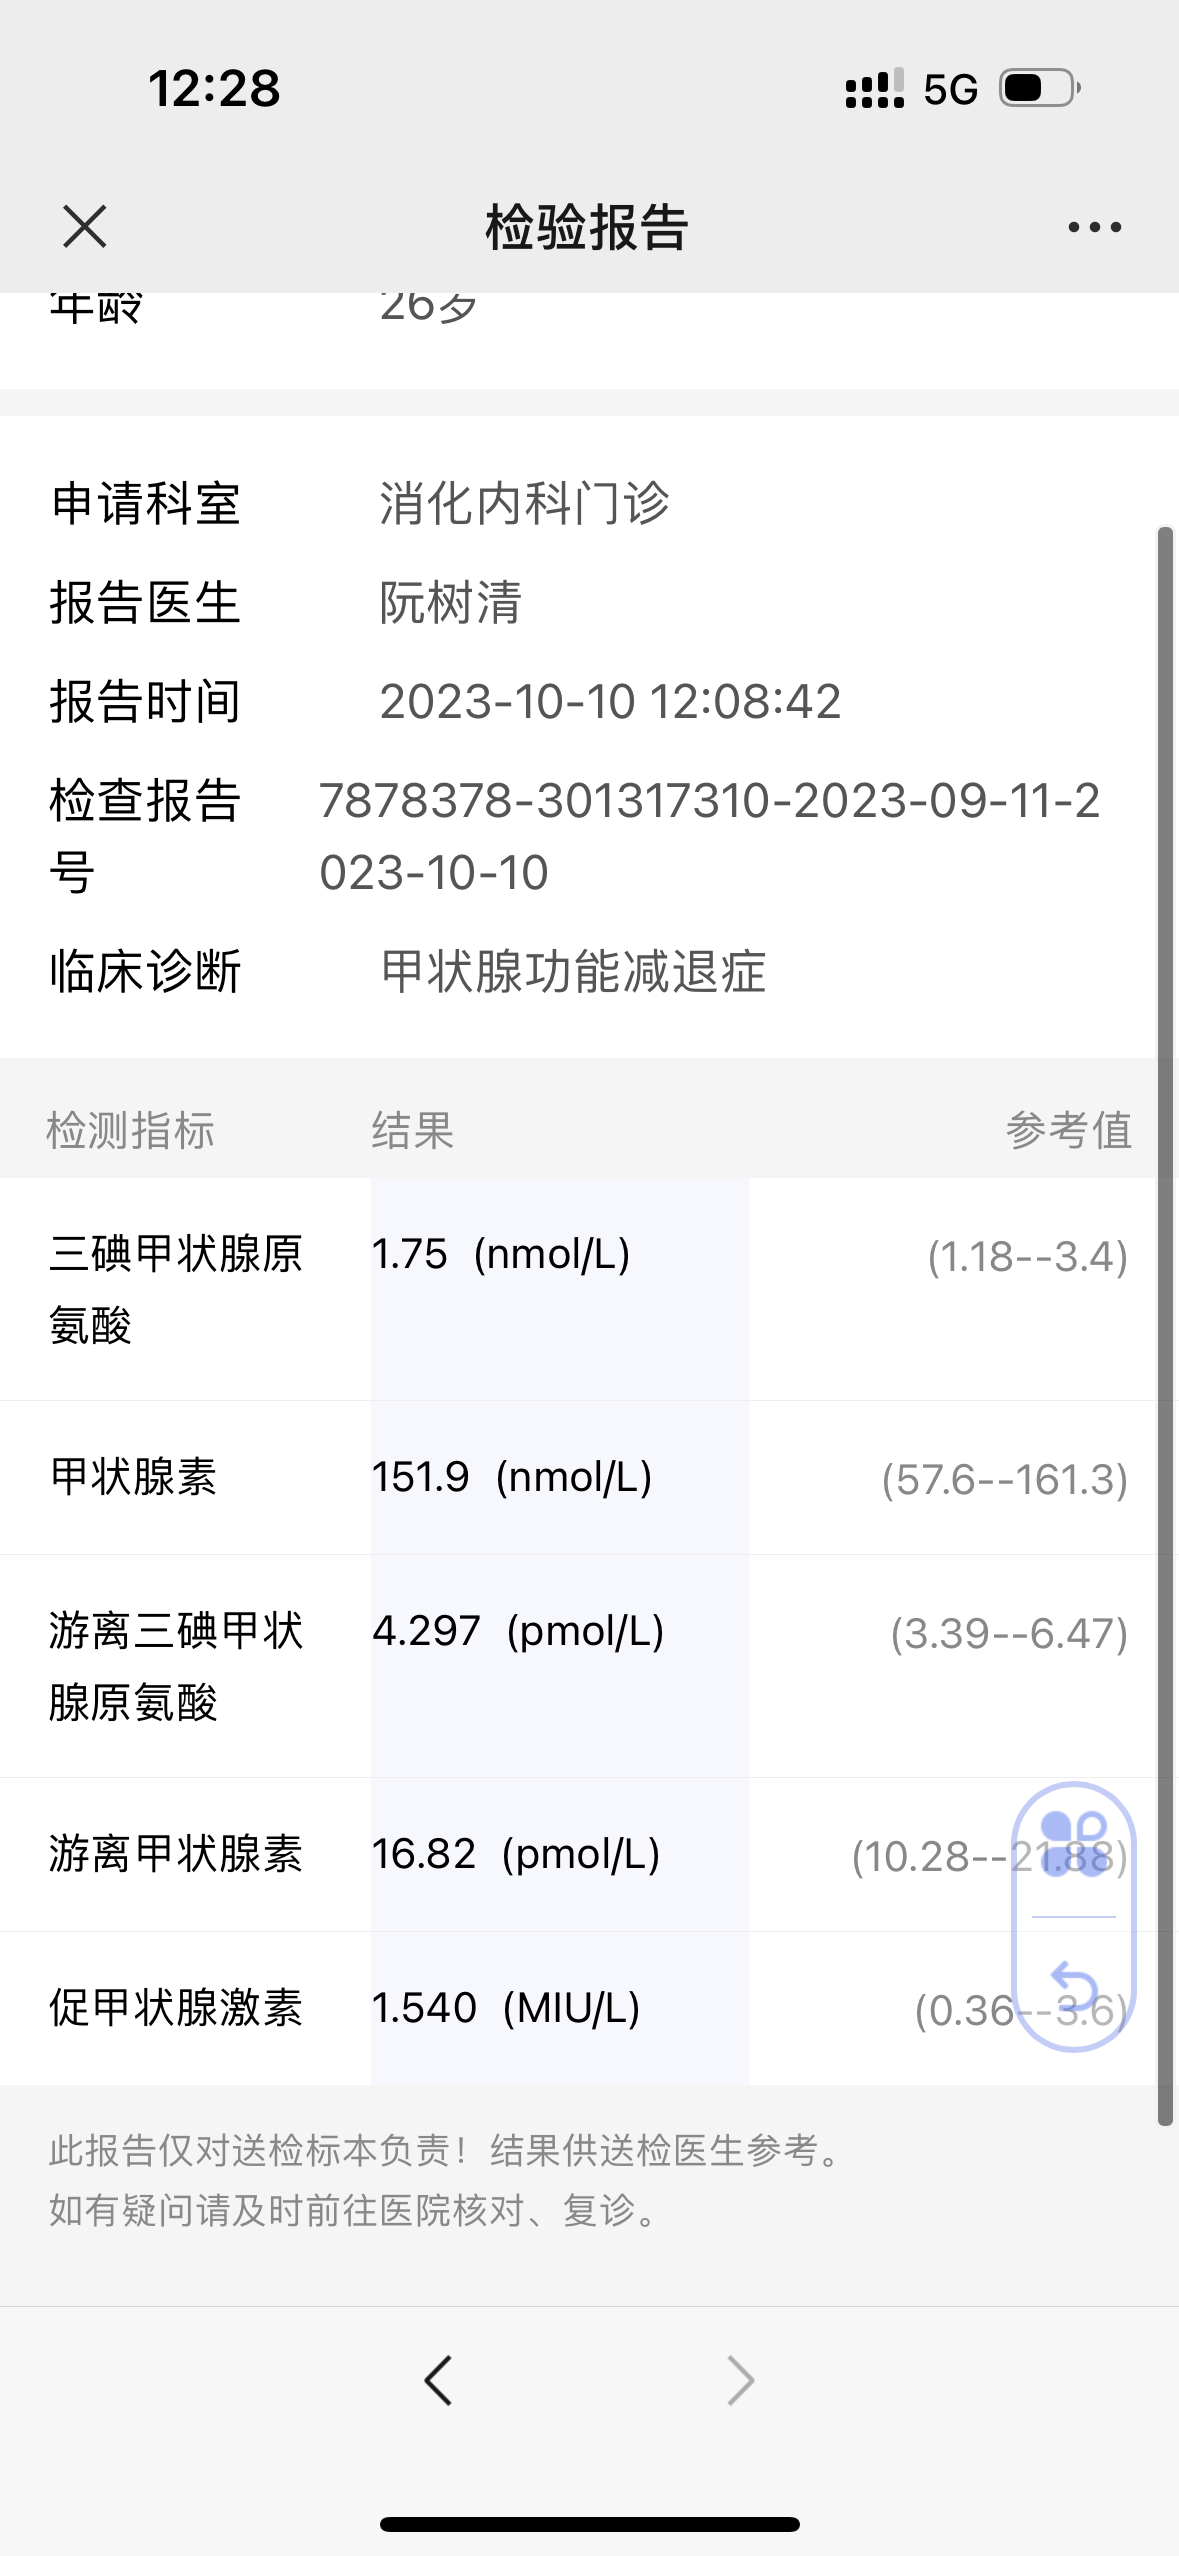 12:28
5G
检验报告
年龄 26岁
申请科室 消化内科门诊
报告医生 阮树清
报告时间 2023-10-10 12:08:42
检查报告 7878378-301317310-2023-09-11-2
号 023-10-10
临床诊断 甲状腺功能减退症
检测指标 结果 参考值
三碘甲状腺原 1.75 (nmol/L) (1.18--3.4)
氨酸
甲状腺素 151.9 (nmol/L) (57.6--161.3)
游离三碘甲状 4.297 (pmol/L) (3.39--6.47)
腺原氨酸
游离甲状腺素 16.82 (pmol/L) (10.28--21.88)
促甲状腺激素 1.540 (MIU/L) (0.36--3.6)
此报告仅对送检标本负责！结果供送检医生参考。
如有疑问请及时前往医院核对、复诊。